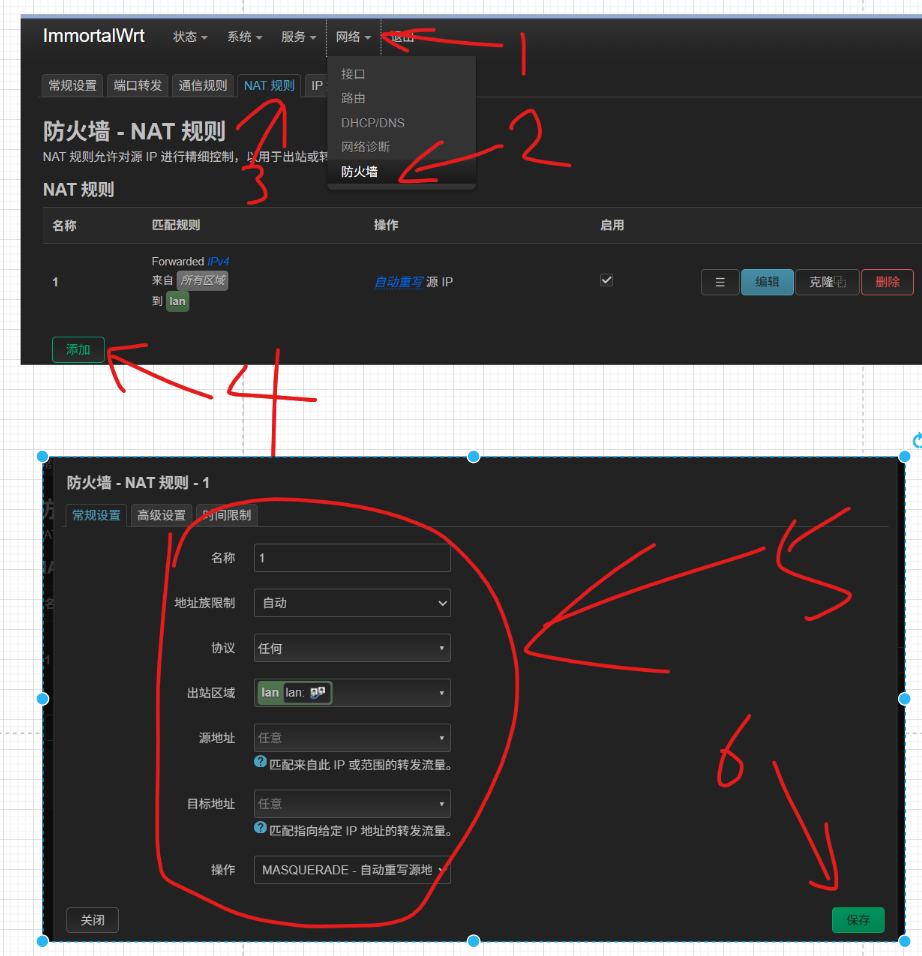 ImmortalWrt 状态 系统 服务 网络 退出 1
接口
常规设置 端口转发 通信规则 NAT 规则 IP
路由
DHCP/DNS
防火墙 - NAT 规则
网络诊断 2
NAT 规则允许对源 IP 进行精细控制，以用于出站或转
防火墙
3
NAT 规则
名称 匹配规则 操作 启用
Forwarded IPv4
1 来自 所有区域 自动重写 源 IP ☰ 编辑 克隆 删除
到 lan
添加
4
防火墙 - NAT 规则 - 1
常规设置 高级设置 时间限制
5
名称 1
地址族限制 自动
协议 任何
出站区域 lan lan:
源地址 任意
?匹配来自此 IP 或范围的转发流量。
6
目标地址 任意
?匹配指向给定 IP 地址的转发流量。
操作 MASQUERADE - 自动重写源地
关闭 保存